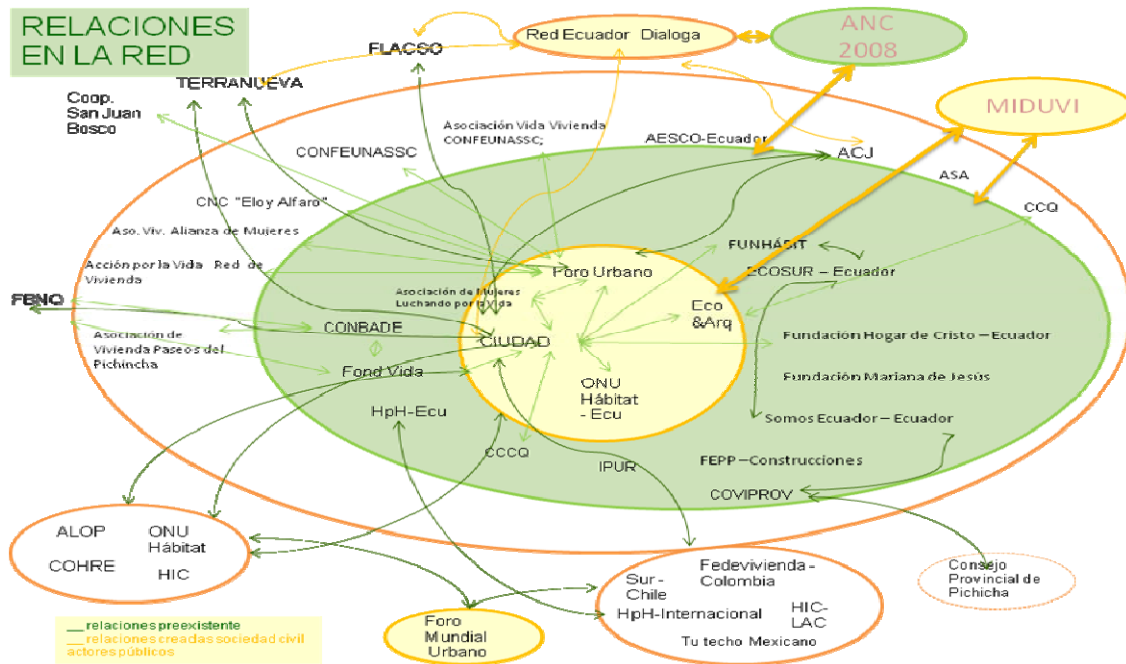 RELACIONES
EN LA RED
FLACSO
Red Ecuador Dialoga
ANC
2008
TERRANUEVA
MIDUVI
Coop.
San Juan
Bosco
Asociación Vida Vivienda
CONFEUNASSC;
AESCO-Ecuador
CONFEUNASSC
ACJ
ASA
CNC "Eloy Alfaro"
CCQ
Aso. Viv. Alianza de Mujeres
FUNHÁBIT
Acción por la Vida Red de
Vivienda
Foro Urbano
ECOSUR – Ecuador
Asociación de Mujeres
Luchando por la Vida
FBNQ
Eco
&Arq
CONBADE
CIUDAD
Asociación de
Vivienda Paseos del
Pichincha
Fundación Hogar de Cristo – Ecuador
Fond Vida
Fundación Mariana de Jesús
ONU
Hábitat
- Ecu
HpH-Ecu
Somos Ecuador – Ecuador
CCCQ
IPUR
FEPP – Construcciones
COVIPROV
ALOP
ONU
Hábitat
COHRE
HIC
Fedevivienda -
Colombia
Sur -
Chile
HpH-Internacional
HIC-
LAC
Tu techo Mexicano
Consejo
Provincial de
Pichicha
Foro
Mundial
Urbano
__ relaciones preexistente
__ relaciones creadas sociedad civil
actores públicos